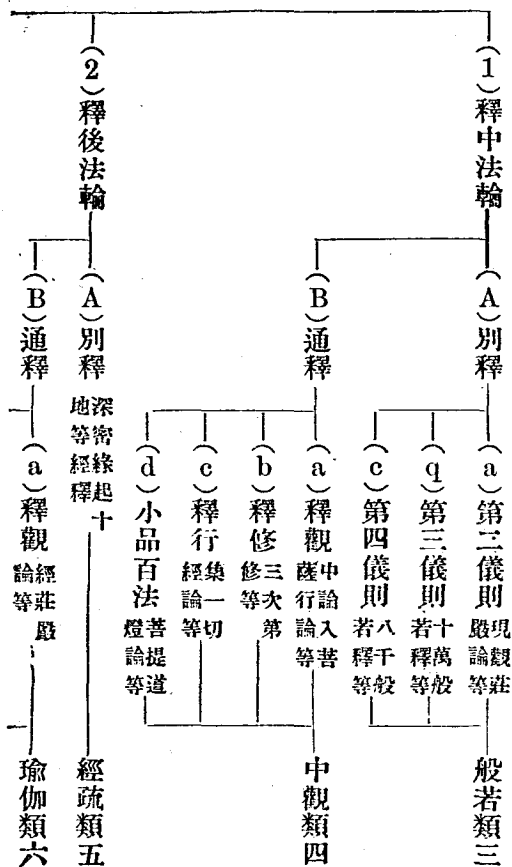 (1)釋中法輪
(A)別釋
(a)第二儀則 現觀莊嚴論等
(q)第三儀則 十萬般若釋等
(c)第四儀則 八千般若釋等
般若類三
(B)通釋
(a)釋觀 中論入菩薩行論等
(b)釋修 三次第修等
(c)釋行 集一切經論等
(d)小品百法 菩提道燈論等
中觀類四
(2)釋後法輪
(A)別釋 深密緣起十地等經釋
經疏類五
(B)通釋
(a)釋觀 經莊嚴論等
瑜伽類六